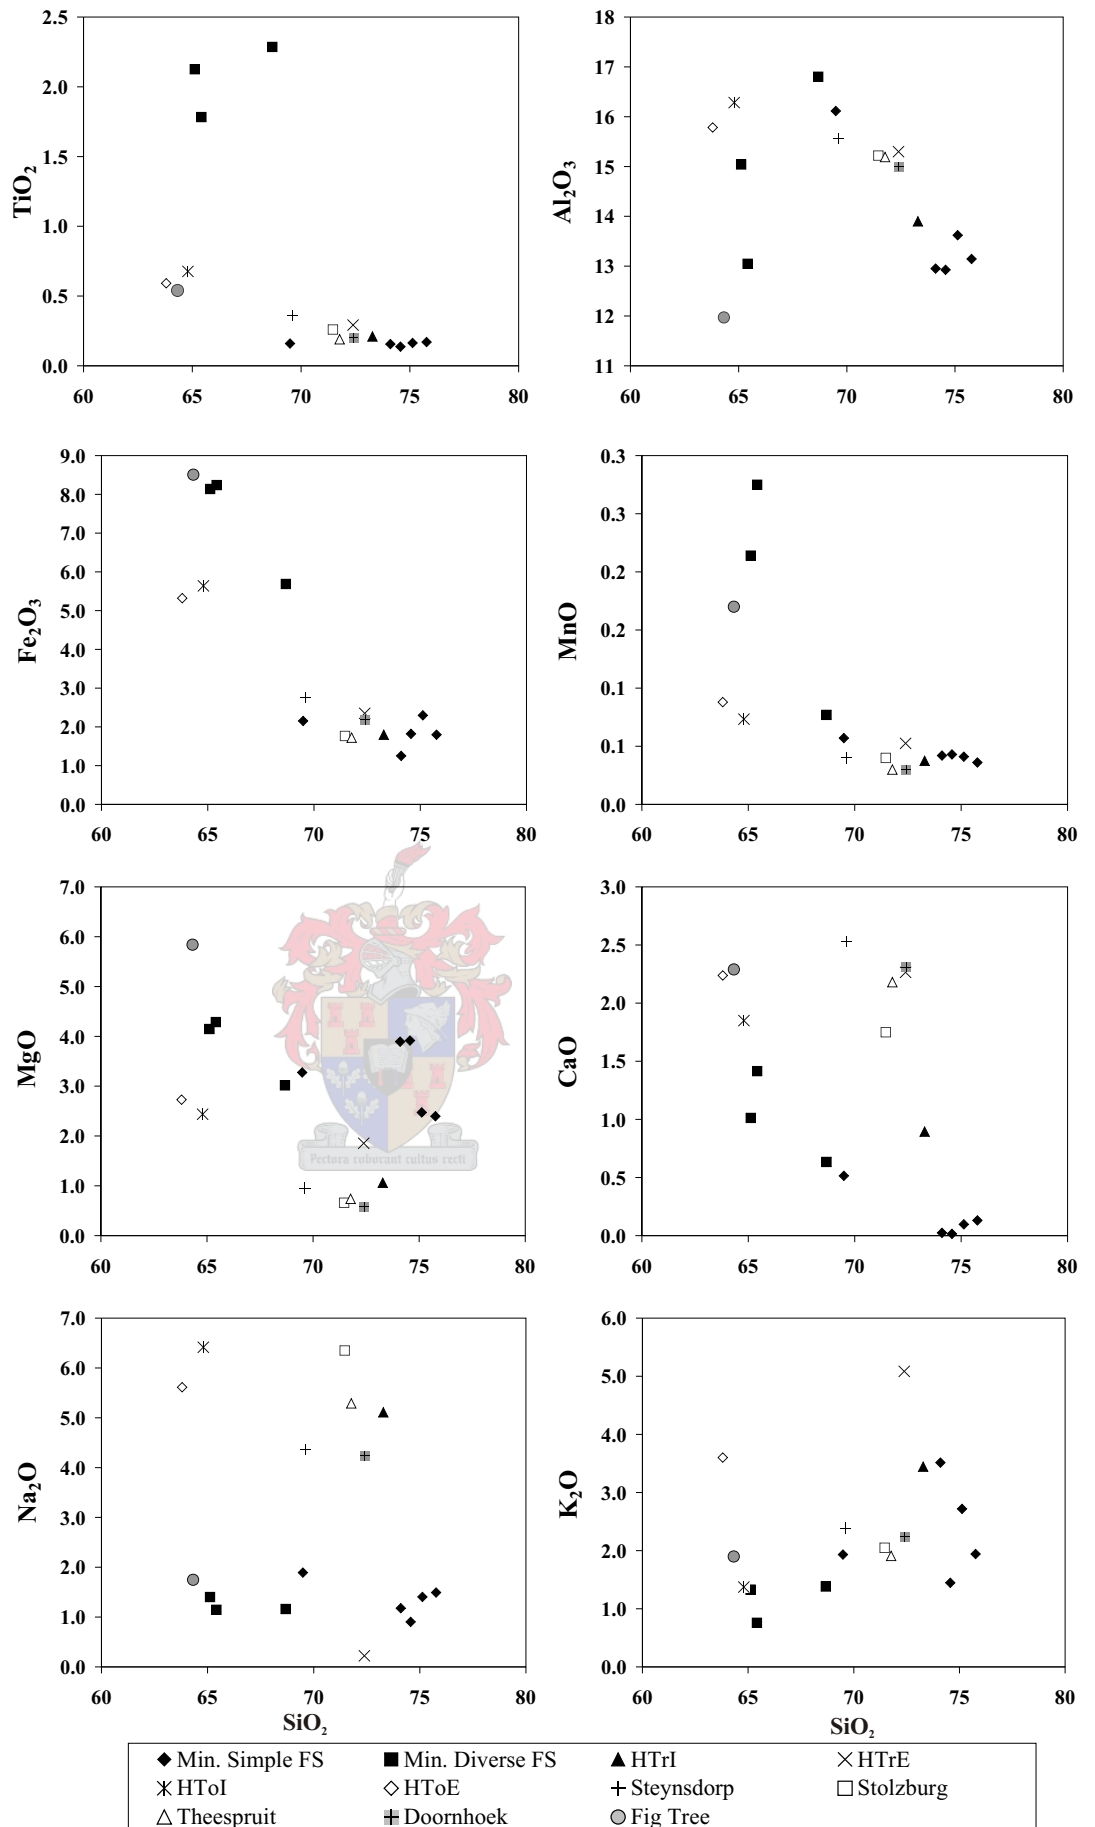 2.5
2.0
1.5
1.0
0.5
0.0
TiO2
60 65 70 75 80
18
17
16
15
14
13
12
11
Al2O3
60 65 70 75 80
9.0
8.0
7.0
6.0
5.0
4.0
3.0
2.0
1.0
0.0
Fe2O3
60 65 70 75 80
0.3
0.3
0.2
0.2
0.1
0.1
0.0
MnO
60 65 70 75 80
7.0
6.0
5.0
4.0
3.0
2.0
1.0
0.0
MgO
60 65 70 75 80
Pectora coborant cultus recti
3.0
2.5
2.0
1.5
1.0
0.5
0.0
CaO
60 65 70 75 80
7.0
6.0
5.0
4.0
3.0
2.0
1.0
0.0
Na2O
60 65 70 75 80
SiO2
6.0
5.0
4.0
3.0
2.0
1.0
0.0
K2O
60 65 70 75 80
SiO2
Min. Simple FS Min. Diverse FS HTrI HTrE
HToI HToE Steynsdorp Stolzburg
Theespruit Doornhoek Fig Tree